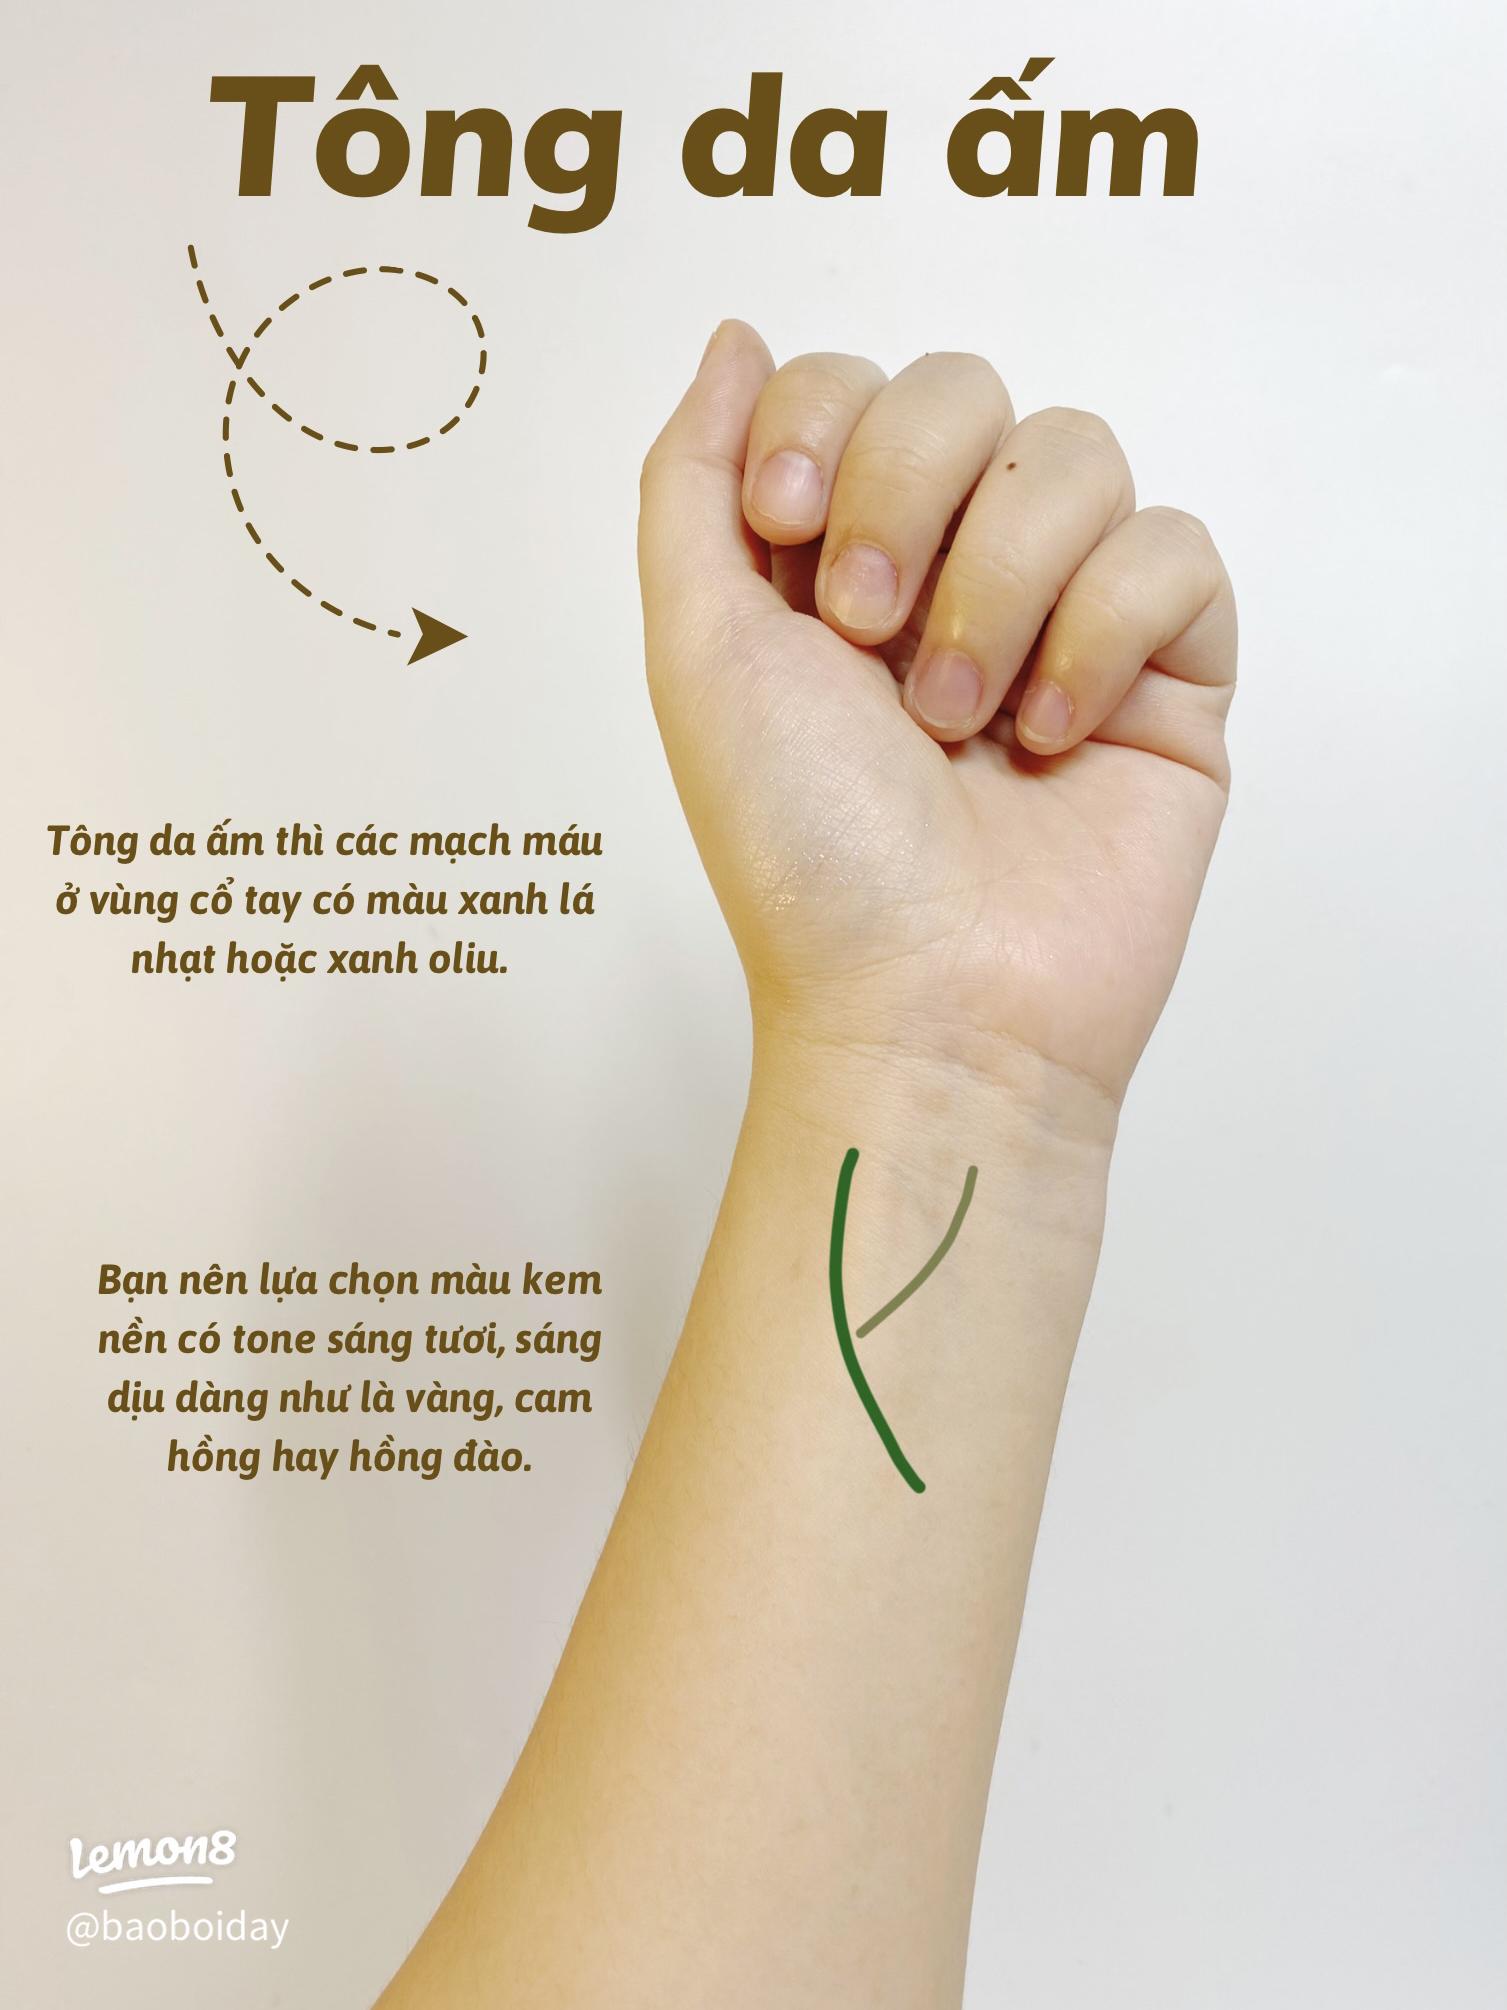 Tông da ấm
Tông da ấm thì các mạch máu
ở vùng cổ tay có màu xanh lá
nhạt hoặc xanh oliu.
Bạn nên lựa chọn màu kem
nền có tone sáng tươi, sáng
dịu dàng như là vàng, cam
hồng hay hồng đào.
Lemon8
@baoboiday